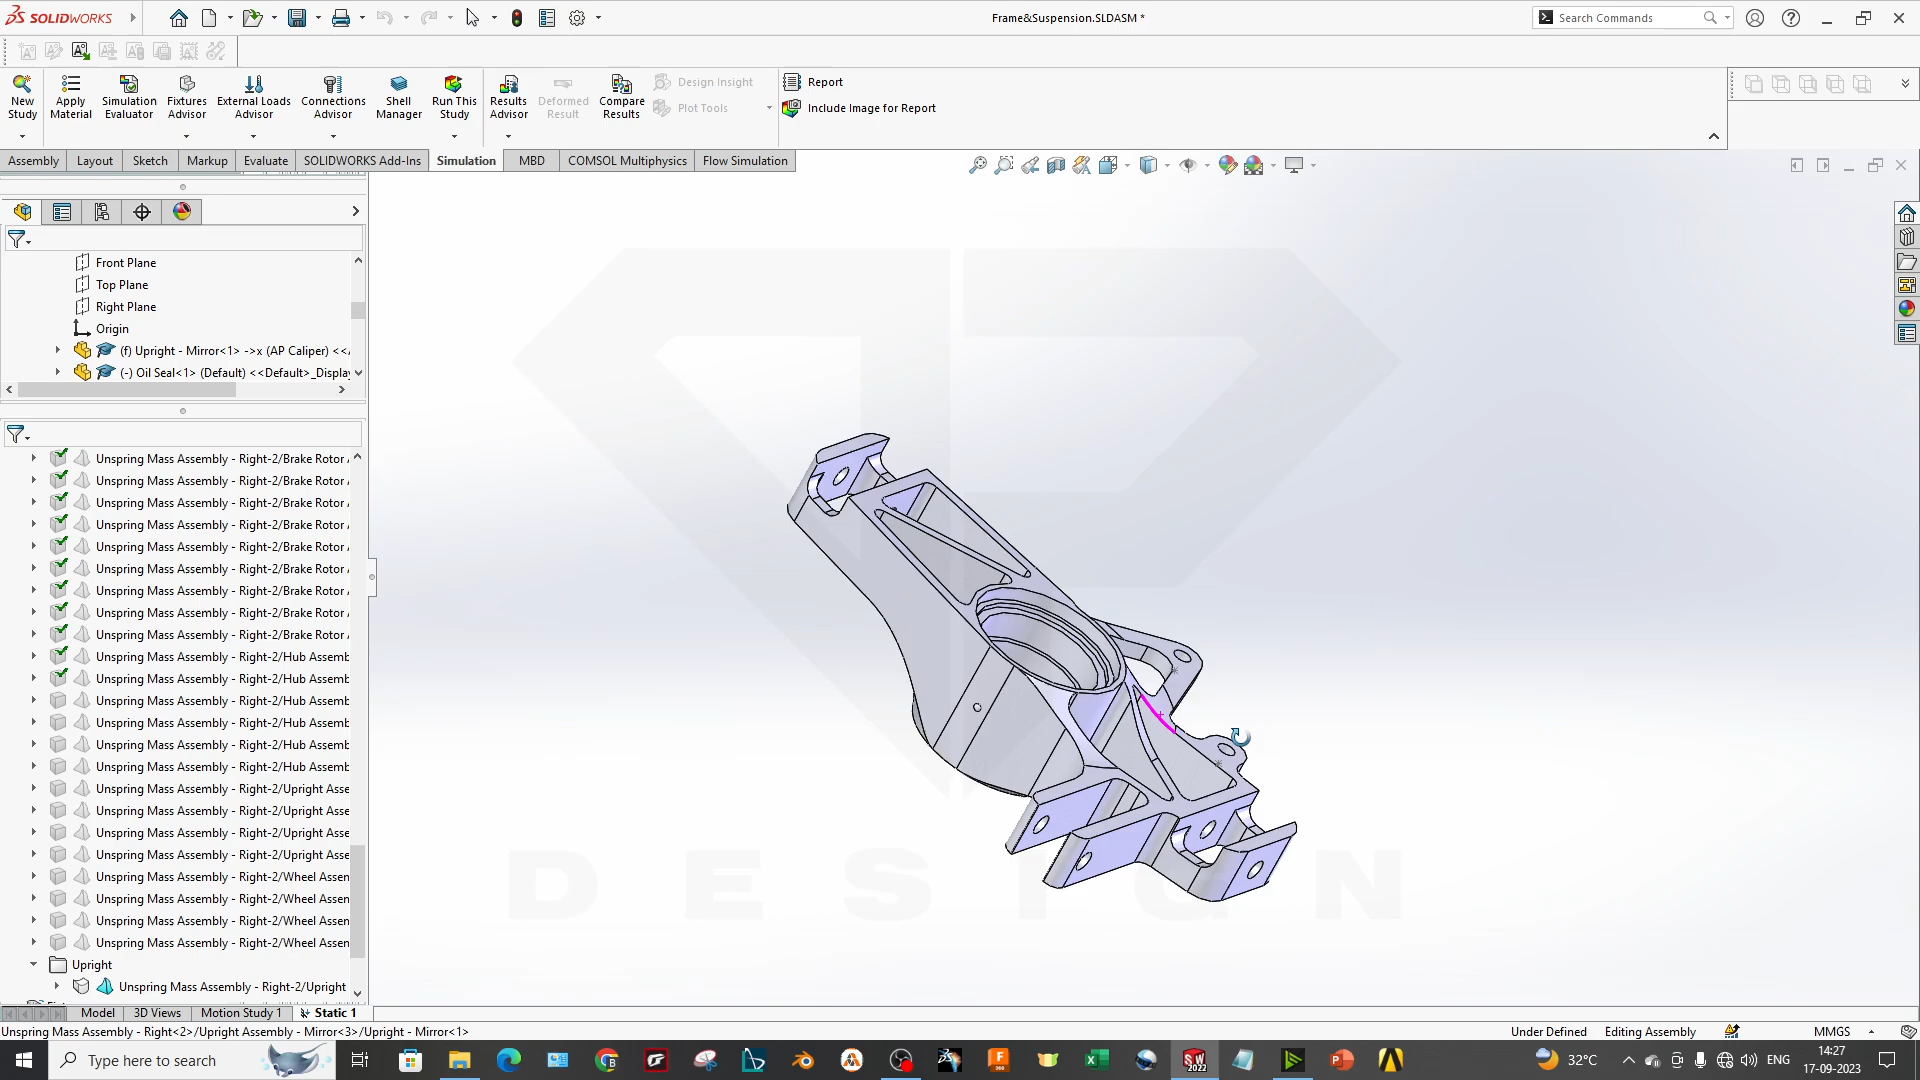 SOLIDWORKS
Frame&Suspension.SLDASM *
Search Commands
New Study
Apply Material
Simulation Evaluator
Fixtures Advisor
External Loads Advisor
Connections Advisor
Shell Manager
Run This Study
Results Advisor
Deformed Result
Compare Results
Design Insight
Plot Tools
Report
Include Image for Report
Assembly
Layout
Sketch
Markup
Evaluate
SOLIDWORKS Add-Ins
Simulation
MBD
COMSOL Multiphysics
Flow Simulation
Front Plane
Top Plane
Right Plane
Origin
(f) Upright - Mirror<1> ->x (AP Caliper) <<
(-) Oil Seal<1> (Default) <<Default>_Display
Unspring Mass Assembly - Right-2/Brake Rotor
Unspring Mass Assembly - Right-2/Brake Rotor
Unspring Mass Assembly - Right-2/Brake Rotor
Unspring Mass Assembly - Right-2/Brake Rotor
Unspring Mass Assembly - Right-2/Brake Rotor
Unspring Mass Assembly - Right-2/Brake Rotor
Unspring Mass Assembly - Right-2/Brake Rotor
Unspring Mass Assembly - Right-2/Brake Rotor
Unspring Mass Assembly - Right-2/Brake Rotor
Unspring Mass Assembly - Right-2/Hub Assemb
Unspring Mass Assembly - Right-2/Hub Assemb
Unspring Mass Assembly - Right-2/Hub Assemb
Unspring Mass Assembly - Right-2/Hub Assemb
Unspring Mass Assembly - Right-2/Hub Assemb
Unspring Mass Assembly - Right-2/Hub Assemb
Unspring Mass Assembly - Right-2/Upright Asse
Unspring Mass Assembly - Right-2/Upright Asse
Unspring Mass Assembly - Right-2/Upright Asse
Unspring Mass Assembly - Right-2/Upright Asse
Unspring Mass Assembly - Right-2/Wheel Assen
Unspring Mass Assembly - Right-2/Wheel Assen
Unspring Mass Assembly - Right-2/Wheel Assen
Unspring Mass Assembly - Right-2/Wheel Assen
Upright
Unspring Mass Assembly - Right-2/Upright
DESIGN
Model
3D Views
Motion Study 1
Static 1
Unspring Mass Assembly - Right<2>/Upright Assembly - Mirror<3>/Upright - Mirror<1>
Under Defined
Editing Assembly
MMGS
Type here to search
32°C
ENG
14:27
17-09-2023